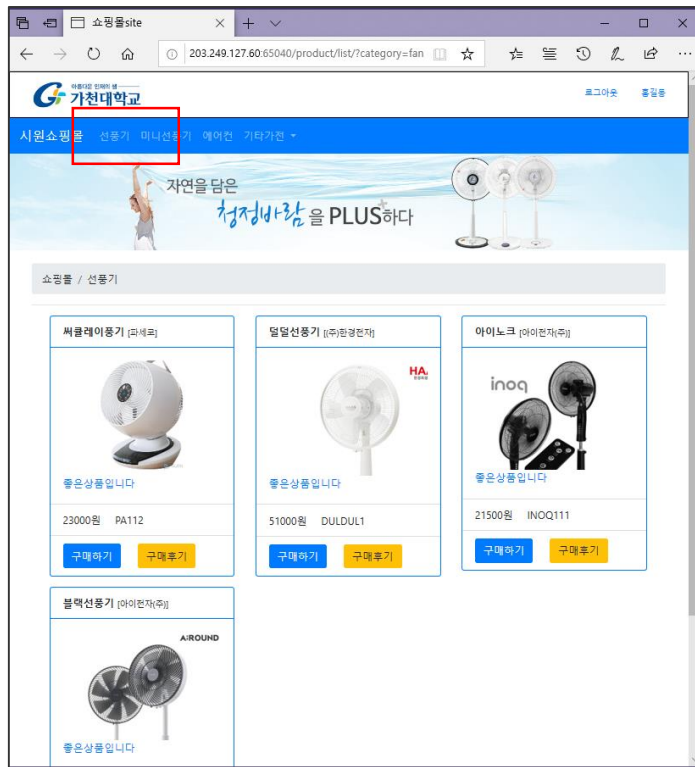 쇼핑몰site
203.249.127.60:65040/product/list/?category=fan
아름다운 인재의 샘
가천대학교
로그아웃 홍길동
시원쇼핑몰 선풍기 미니선풍기 에어컨 기타가전
자연을 담은
청정바람을 PLUS+하다
쇼핑몰 / 선풍기
써큘레이풍기 [파세코]
덜덜선풍기 [(주)한경전자]
아이노크 [아이전자(주)]
HA.
inoq
좋은상품입니다
좋은상품입니다
좋은상품입니다
23000원 PA112
51000원 DULDUL1
21500원 INOQ111
구매하기 구매후기
구매하기 구매후기
구매하기 구매후기
블랙선풍기 [아이전자(주)]
AIROUND
좋은상품입니다